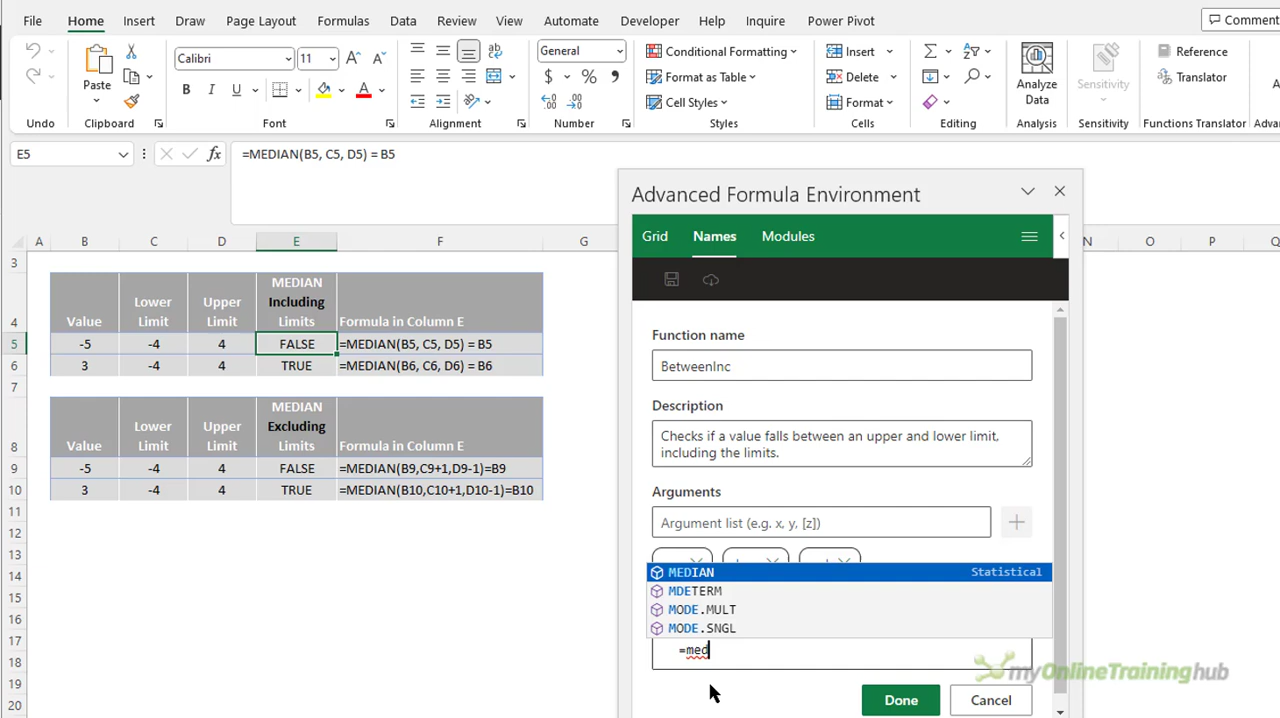 File Home Insert Draw Page Layout Formulas Data Review View Automate Developer Help Inquire Power Pivot Comment
Calibri 11 General Conditional Formatting Insert Reference
Paste Format as Table Delete Analyze Data Sensitivity Translator
B I U Cell Styles Format
Undo Clipboard Font Alignment Number Styles Cells Editing Analysis Sensitivity Functions Translator
E5 fx =MEDIAN(B5, C5, D5) = B5
Advanced Formula Environment
Grid Names Modules
A B C D E F G N O P
3
4 Value Lower Limit Upper Limit MEDIAN Including Limits Formula in Column E
5 -5 -4 4 FALSE =MEDIAN(B5, C5, D5) = B5
6 3 -4 4 TRUE =MEDIAN(B6, C6, D6) = B6
7
8 Value Lower Limit Upper Limit MEDIAN Excluding Limits Formula in Column E
9 -5 -4 4 FALSE =MEDIAN(B9,C9+1,D9-1)=B9
10 3 -4 4 TRUE =MEDIAN(B10,C10+1,D10-1)=B10
11
12
13
14
15
16
17
18
19
20
Function name
BetweenInc
Description
Checks if a value falls between an upper and lower limit,
including the limits.
Arguments
Argument list (e.g. x, y, [z])
MEDIAN Statistical
MDETERM
MODE.MULT
MODE.SNGL
=med
Done Cancel
myOnlineTraininghub